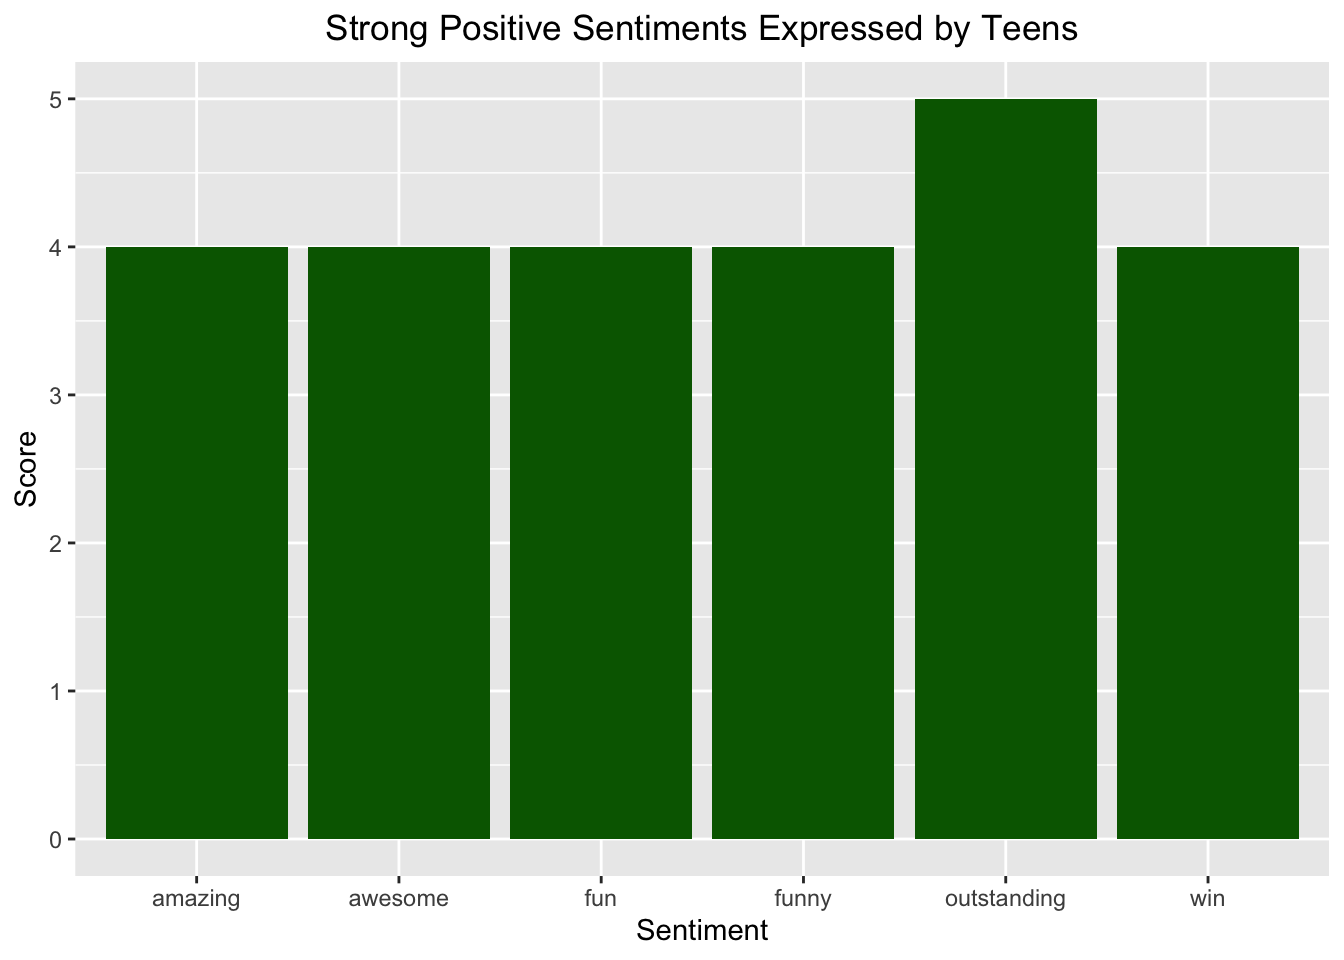 Strong Positive Sentiments Expressed by Teens
5
4
3
2
1
0
Score
amazing awesome fun funny outstanding win
Sentiment